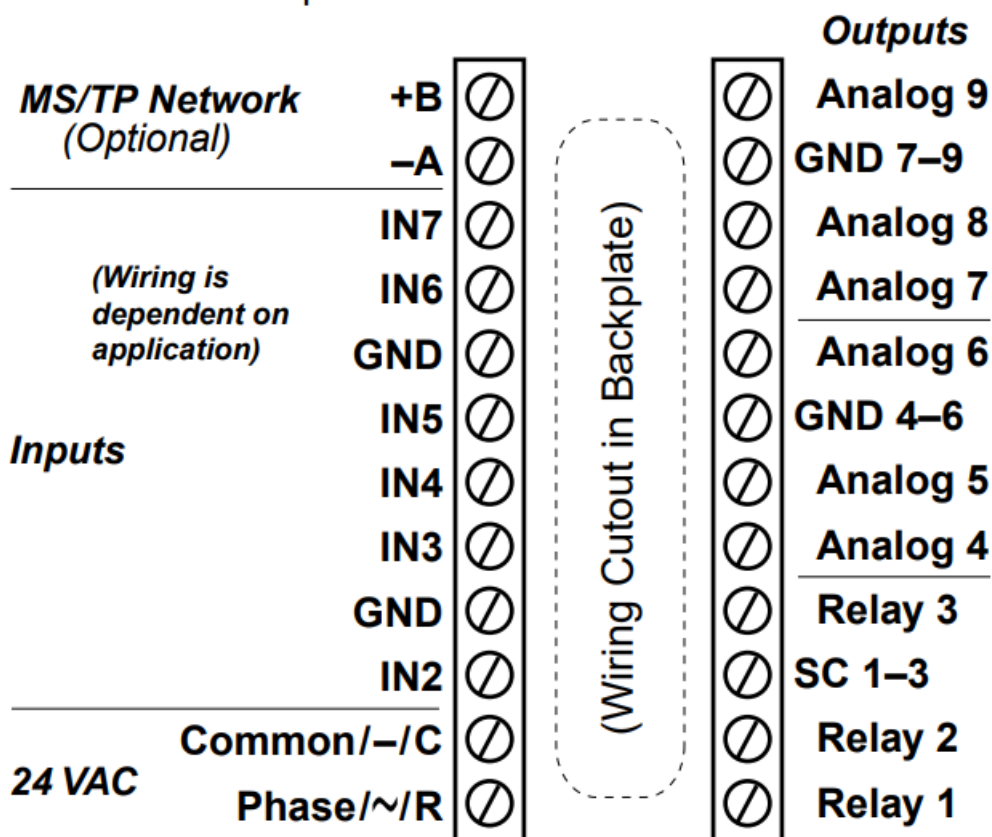 Outputs
MS/TP Network
(Optional)
+B
–A
IN7
(Wiring is
dependent on
application)
IN6
GND
IN5
Inputs
IN4
IN3
GND
IN2
Common/–/C
24 VAC
Phase/~/R
(Wiring Cutout in Backplate)
Analog 9
GND 7–9
Analog 8
Analog 7
Analog 6
GND 4–6
Analog 5
Analog 4
Relay 3
SC 1–3
Relay 2
Relay 1